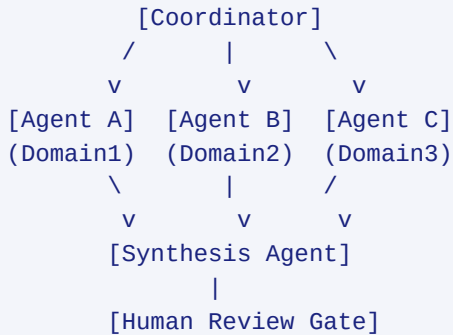 [Coordinator]
/ | \
v v v
[Agent A] [Agent B] [Agent C]
(Domain1) (Domain2) (Domain3)
\ | /
v v v
[Synthesis Agent]
|
[Human Review Gate]